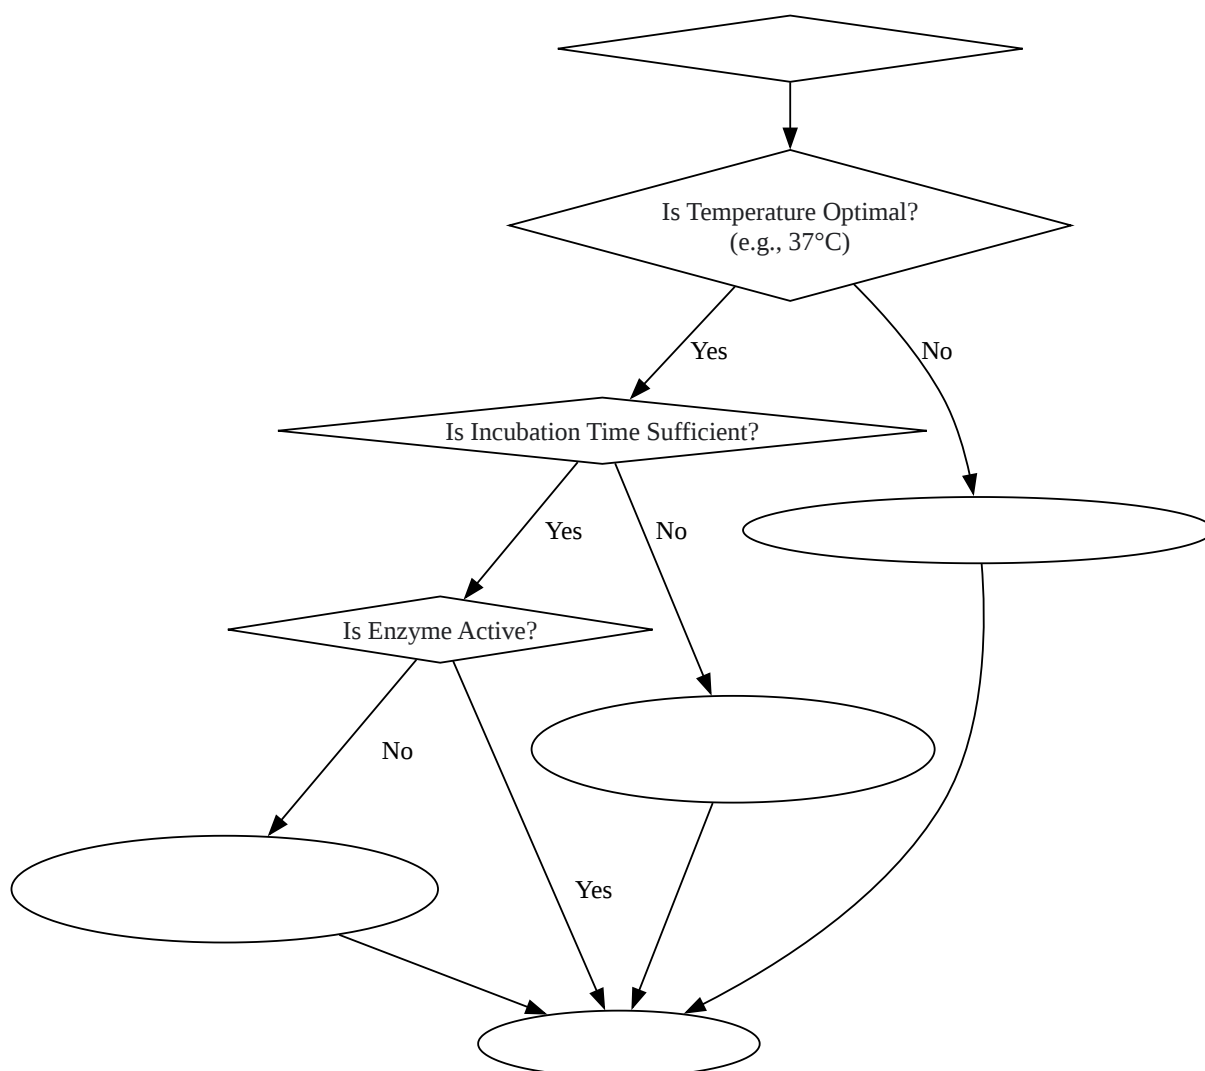 Is Temperature Optimal?
(e.g., 37°C)
Yes
No
Is Incubation Time Sufficient?
Yes
No
Is Enzyme Active?
No
Yes